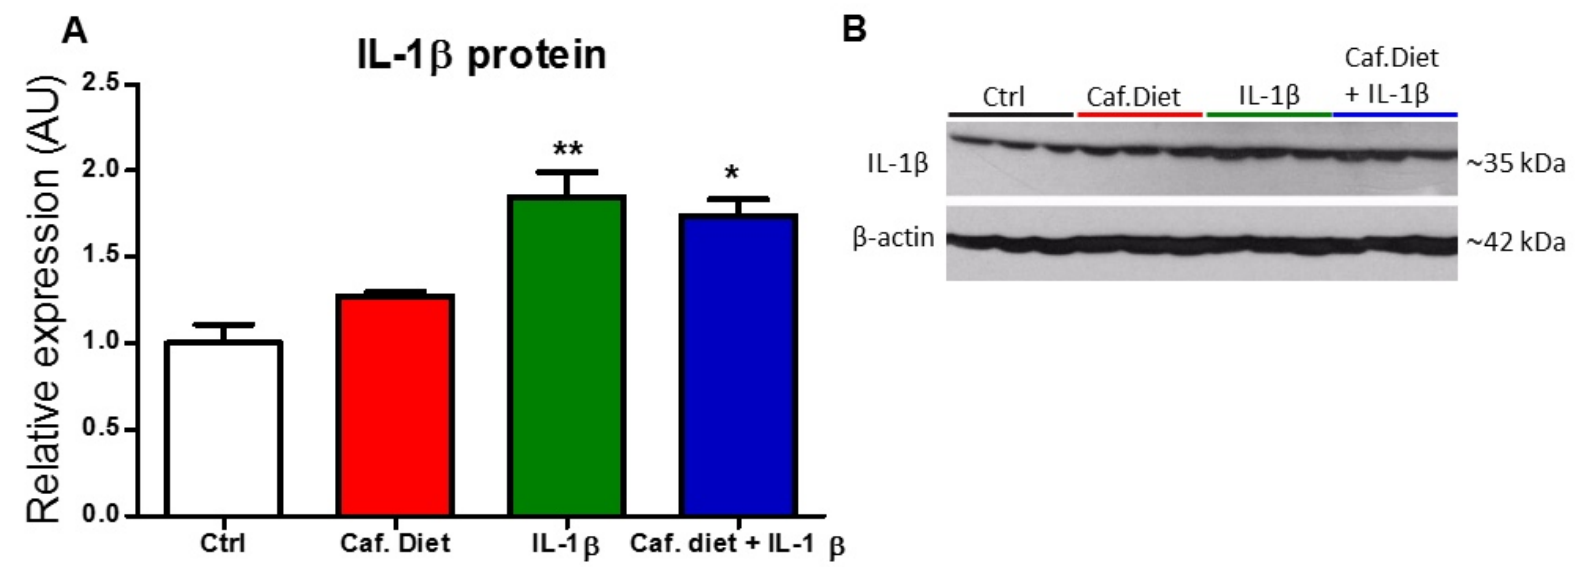 A
IL-1β protein
Relative expression (AU)
2.5
2.0
1.5
1.0
0.5
0.0
**
*
Ctrl
Caf. Diet
IL-1β
Caf. diet + IL-1 β
B
Ctrl
Caf.Diet
IL-1β
Caf.Diet
+ IL-1β
IL-1β
~35 kDa
β-actin
~42 kDa